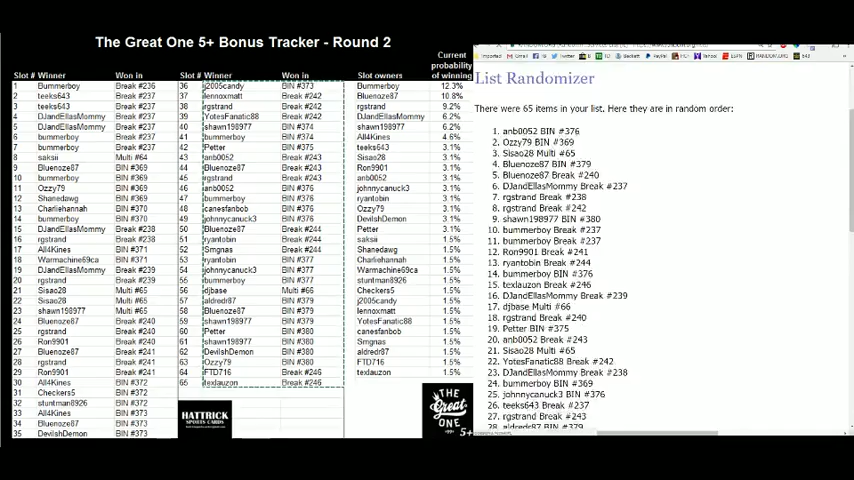 The Great One 5+ Bonus Tracker - Round 2
Current
probability
Slot # Winner Won in Slot # Winner Won in Slot owners of winning
1 Bummerboy Break #236 36 j2005candy BIN #373 Bummerboy 12.3%
2 teeks643 Break #237 37 lennoxmatt Break #242 Bluenoze87 10.8%
3 teeks643 Break #237 38 rgstrand Break #242 rgstrand 9.2%
4 DJandEllasMommy Break #237 39 YotesFanatic88 Break #242 DJandEllasMommy 6.2%
5 DJandEllasMommy Break #237 40 shawn198977 BIN #374 shawn198977 6.2%
6 bummerboy Break #237 41 bummerboy BIN #374 All4Kines 4.6%
7 bummerboy Break #237 42 Petter BIN #375 teeks643 3.1%
8 saksii Multi #64 43 anb0052 Break #243 Sisao28 3.1%
9 Bluenoze87 BIN #369 44 Bluenoze87 Break #243 Ron9901 3.1%
10 bummerboy BIN #369 45 rgstrand Break #243 anb0052 3.1%
11 Ozzy79 BIN #369 46 anb0052 BIN #376 johnnycanuck3 3.1%
12 Shanedawg BIN #369 47 bummerboy BIN #376 ryantobin 3.1%
13 Charliehannah BIN #370 48 canesfanbob BIN #376 Ozzy79 3.1%
14 bummerboy BIN #370 49 johnnycanuck3 BIN #376 DevilshDemon 3.1%
15 DJandEllasMommy Break #238 50 Bluenoze87 Break #244 Petter 3.1%
16 rgstrand Break #238 51 ryantobin Break #244 saksii 1.5%
17 All4Kines BIN #371 52 Smgnas Break #244 Shanedawg 1.5%
18 Warmachine69ca BIN #371 53 ryantobin Break #244 Charliehannah 1.5%
19 DJandEllasMommy Break #239 54 johnnycanuck3 Break #244 Warmachine69ca 1.5%
20 rgstrand Break #239 55 bummerboy Break #244 stuntman8926 1.5%
21 Sisao28 Multi #65 56 djbase Multi #66 Checkers5 1.5%
22 Sisao28 Multi #65 57 aldredr87 BIN #379 j2005candy 1.5%
23 shawn198977 Multi #65 58 Bluenoze87 BIN #379 lennoxmatt 1.5%
24 Bluenoze87 Break #240 59 shawn198977 BIN #380 YotesFanatic88 1.5%
25 rgstrand Break #240 60 Petter BIN #380 canesfanbob 1.5%
26 Ron9901 Break #240 61 shawn198977 BIN #380 Smgnas 1.5%
27 Bluenoze87 Break #241 62 DevilshDemon BIN #380 aldredr87 1.5%
28 rgstrand Break #241 63 Ozzy79 BIN #380 FTD716 1.5%
29 Ron9901 Break #241 64 FTD716 Break #246 texlauzon 1.5%
30 All4Kines BIN #372 65 texlauzon Break #246
31 Checkers5 BIN #372
32 stuntman8926 BIN #372
33 All4Kines BIN #373
34 Bluenoze87 BIN #373
35 DevilshDemon BIN #373
HATTRICK
SPORTS CARDS
THE
Great
ONE
5+
List Randomizer
There were 65 items in your list. Here they are in random order:
1. anb0052 BIN #376
2. Ozzy79 BIN #369
3. Sisao28 Multi #65
4. Bluenoze87 BIN #379
5. Bluenoze87 Break #240
6. DJandEllasMommy Break #237
7. rgstrand Break #238
8. rgstrand Break #242
9. shawn198977 BIN #380
10. bummerboy Break #237
11. bummerboy Break #237
12. Ron9901 Break #241
13. ryantobin Break #244
14. bummerboy BIN #376
15. texlauzon Break #246
16. DJandEllasMommy Break #239
17. djbase Multi #66
18. rgstrand Break #240
19. Petter BIN #375
20. anb0052 Break #243
21. Sisao28 Multi #65
22. YotesFanatic88 Break #242
23. DJandEllasMommy Break #238
24. bummerboy BIN #369
25. johnnycanuck3 BIN #376
26. teeks643 Break #237
27. rgstrand Break #243
28. aldredr87 BIN #379